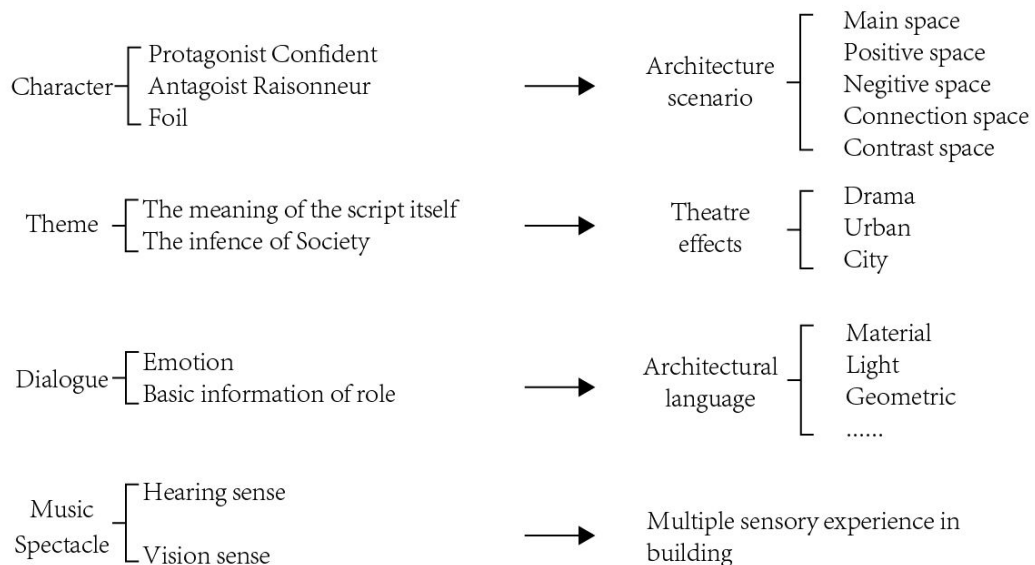 Character
Protagonist Confident
Antagoist Raisonneur
Foil
Architecture
scenario
Main space
Positive space
Negitive space
Connection space
Contrast space
Theme
The meaning of the script itself
The infence of Society
Theatre
effects
Drama
Urban
City
Dialogue
Emotion
Basic information of role
Architectural
language
Material
Light
Geometric
......
Music
Spectacle
Hearing sense
Vision sense
Multiple sensory experience in
building